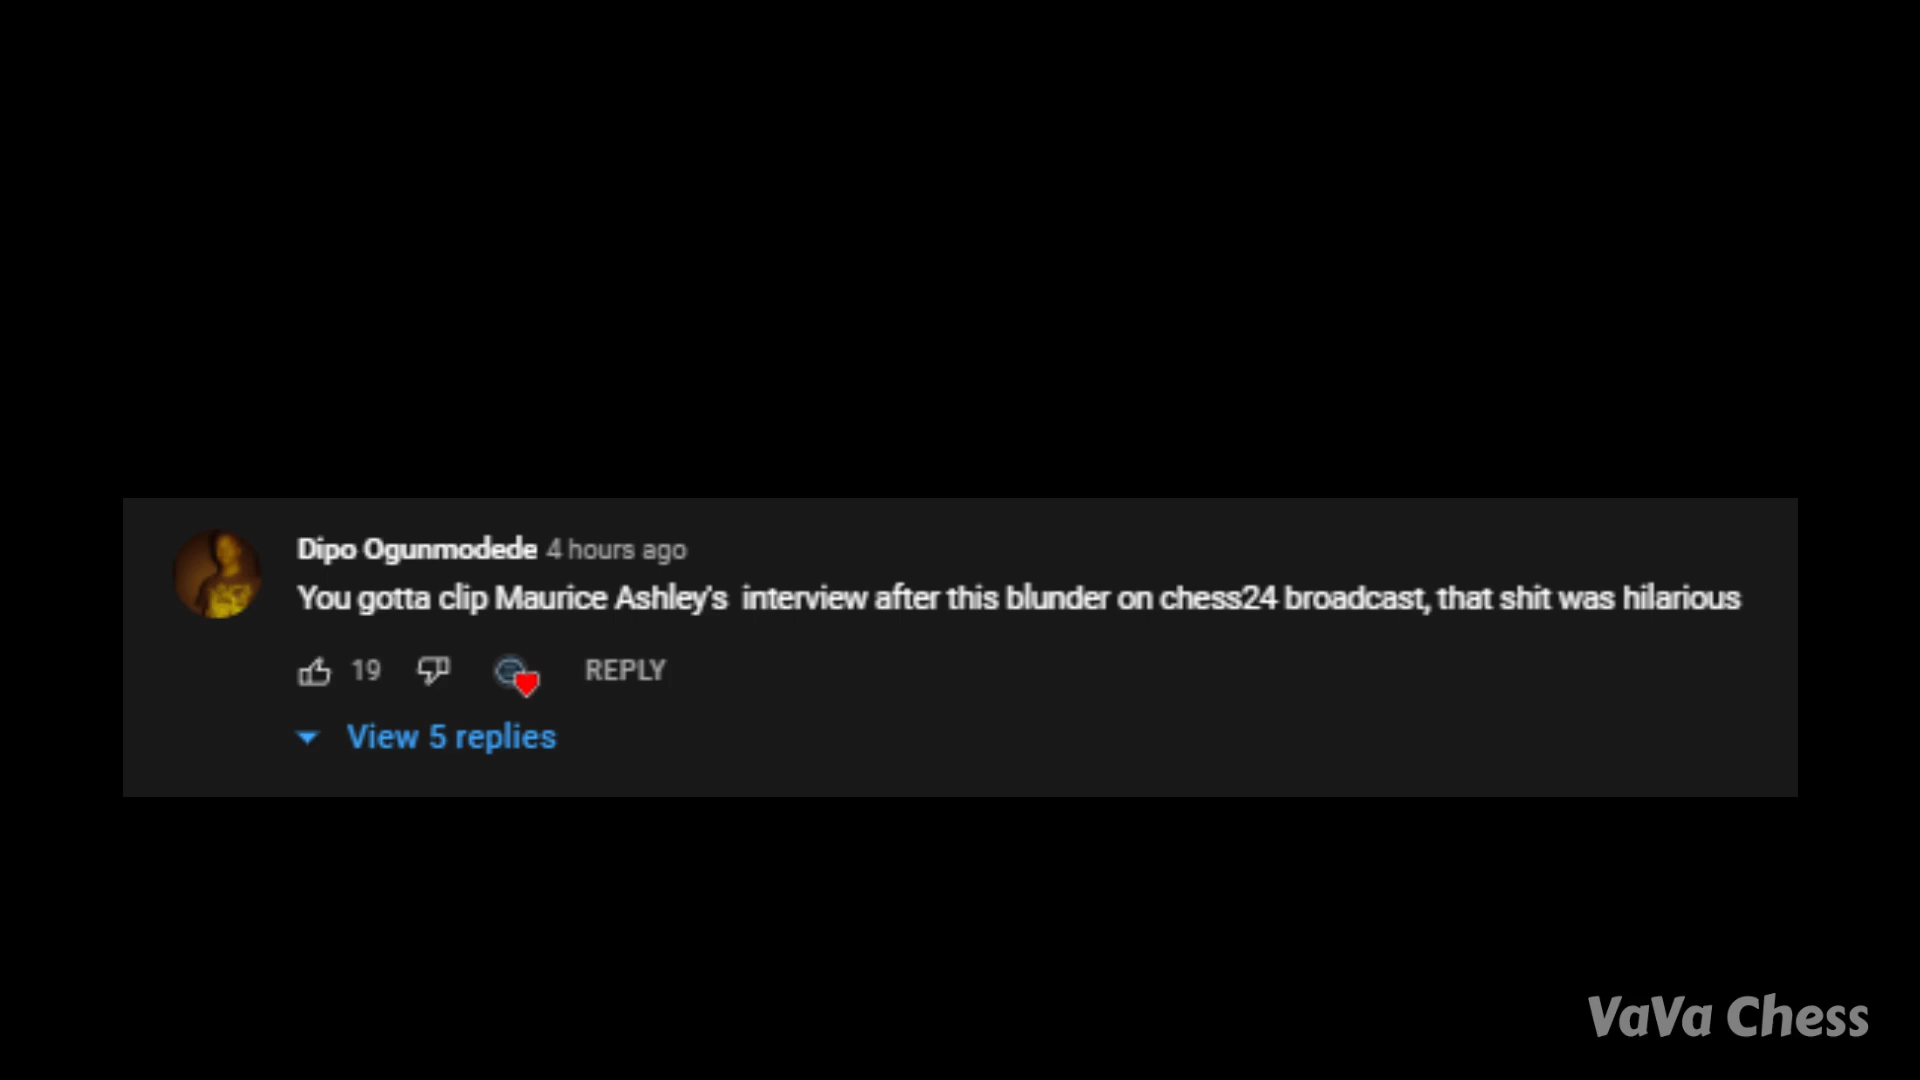 Dipo Ogunmodede 4 hours ago
You gotta clip Maurice Ashley's interview after this blunder on chess24 broadcast, that shit was hilarious
19 REPLY
View 5 replies
VaVa Chess